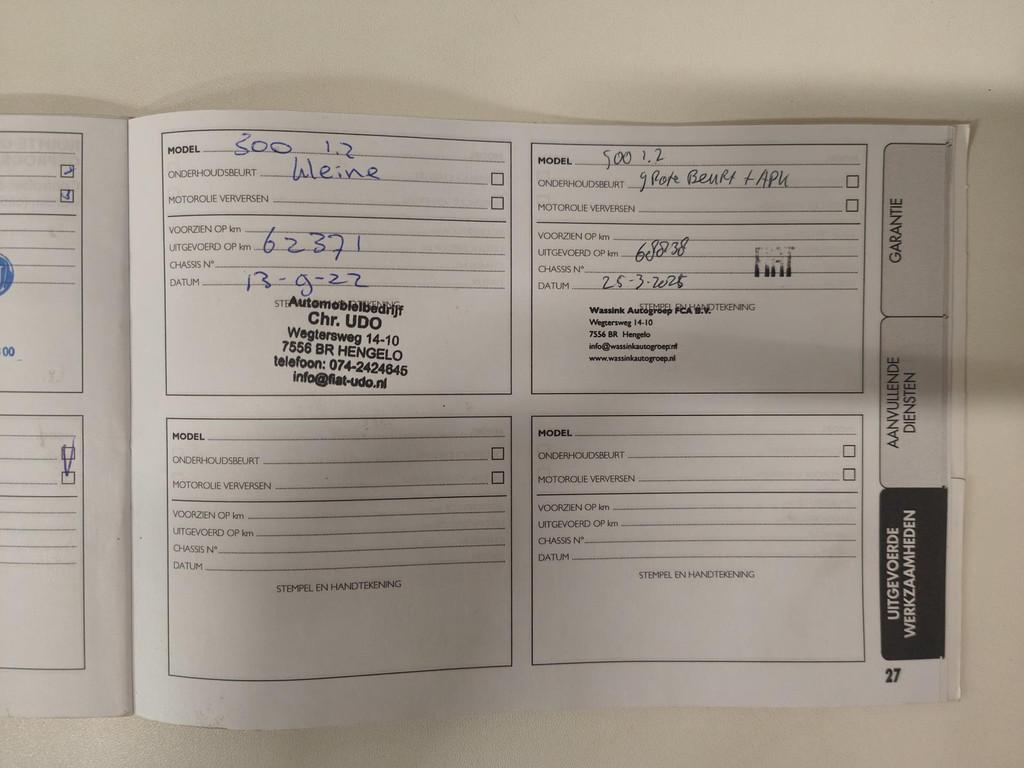 MODEL 500 1.2
ONDERHOUDSBEURT kleine
MOTOROLIE VERVERSEN
VOORZIEN OP km
UITGEVOERD OP km 62371
CHASSIS N°
DATUM 13-9-22
STEMPEL EN HANDTEKENING
Automobielbedrijf
Chr. UDO
Wegtersweg 14-10
7556 BR HENGELO
telefoon: 074-2424645
info@fiat-udo.nl
MODEL 500 1.2
ONDERHOUDSBEURT grote Beurt + APK
MOTOROLIE VERVERSEN
VOORZIEN OP km
UITGEVOERD OP km 68838
CHASSIS N°
DATUM 25-3-2025
FIAT
STEMPEL EN HANDTEKENING
Wassink Autogroep FCA B.V.
Wegtersweg 14-10
7556 BR Hengelo
info@wassinkautogroep.nl
www.wassinkautogroep.nl
MODEL
ONDERHOUDSBEURT
MOTOROLIE VERVERSEN
VOORZIEN OP km
UITGEVOERD OP km
CHASSIS N°
DATUM
STEMPEL EN HANDTEKENING
MODEL
ONDERHOUDSBEURT
MOTOROLIE VERVERSEN
VOORZIEN OP km
UITGEVOERD OP km
CHASSIS N°
DATUM
STEMPEL EN HANDTEKENING
GARANTIE
AANVULLENDE
DIENSTEN
UITGEVOERDE
WERKZAAMHEDEN
27